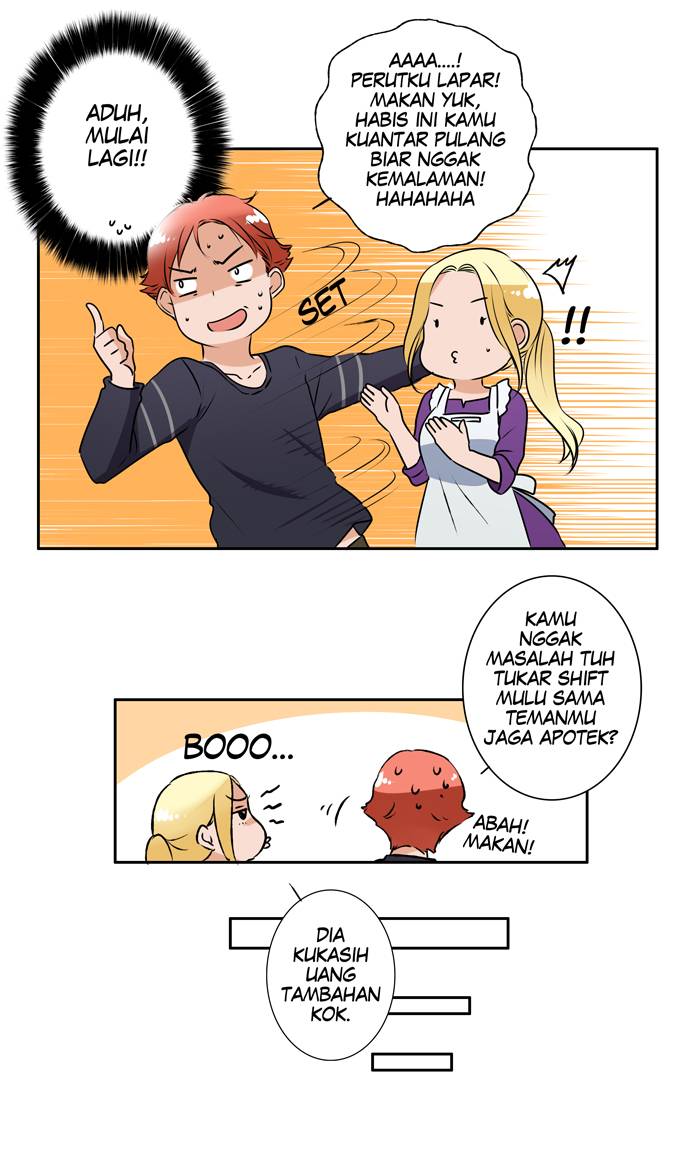 ADUH,
MULAI
LAGI!!
AAAA....!
PERUTKU LAPAR!
MAKAN YUK,
HABIS INI KAMU
KUANTAR PULANG
BIAR NGGAK
KEMALAMAN!
HAHAHAHA
SET
!!
KAMU
NGGAK
MASALAH TUH
TUKAR SHIFT
MULU SAMA
TEMANMU
JAGA APOTEK?
BOOO...
ABAH!
MAKAN!
DIA
KUKASIH
UANG
TAMBAHAN
KOK.